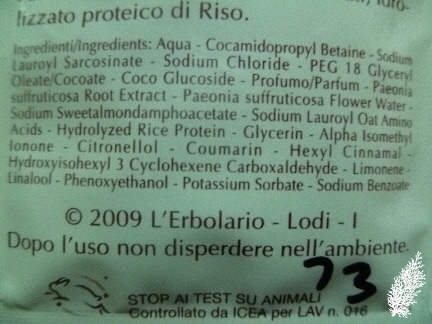 Idro-
lizzato proteico di Riso.
Ingredienti/Ingredients: Aqua - Cocamidopropyl Betaine - Sodium
Lauroyl Sarcosinate - Sodium Chloride - PEG 18 Glyceryl
Oleate/Cocoate - Coco Glucoside - Profumo/Parfum - Paeonia
suffruticosa Root Extract - Paeonia suffruticosa Flower Water -
Sodium Sweetalmondamphoacetate - Sodium Lauroyl Oat Amino
Acids - Hydrolyzed Rice Protein - Glycerin - Alpha Isomethyl
Ionone - Citronellol - Coumarin - Hexyl Cinnamal -
Hydroxyisohexyl 3 Cyclohexene Carboxaldehyde - Limonene -
Linalool - Phenoxyethanol - Potassium Sorbate - Sodium Benzoate
© 2009 L'Erbolario - Lodi - I
Dopo l'uso non disperdere nell'ambiente.
73
STOP AI TEST SU ANIMALI
Controllato da ICEA per LAV n. 016